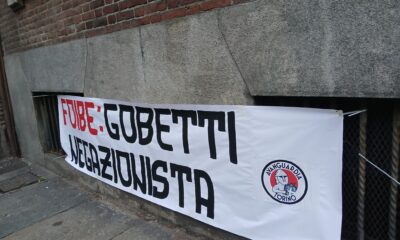 FOIBE: GOBETTI
NEGAZIONISTA
AVANGUARDIA
TORINO